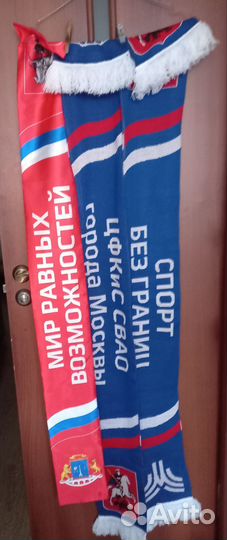 МИР РАВНЫХ
ВОЗМОЖНОСТЕЙ
ЦФКиС СВАО
города Москвы
СПОРТ
БЕЗ ГРАНИЦ
Avito